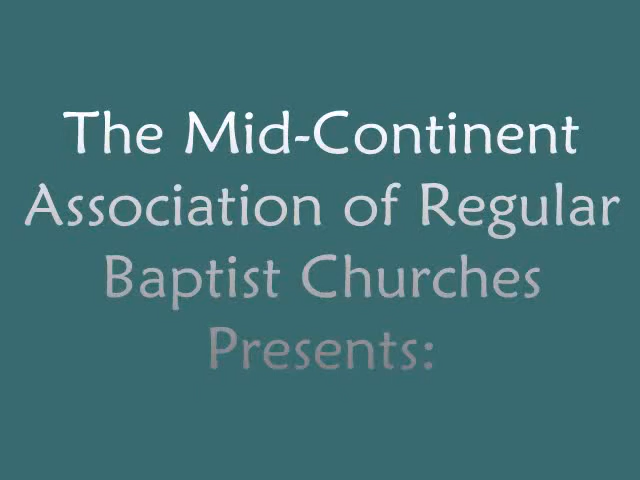 The Mid-Continent
Association of Regular
Baptist Churches
Presents: